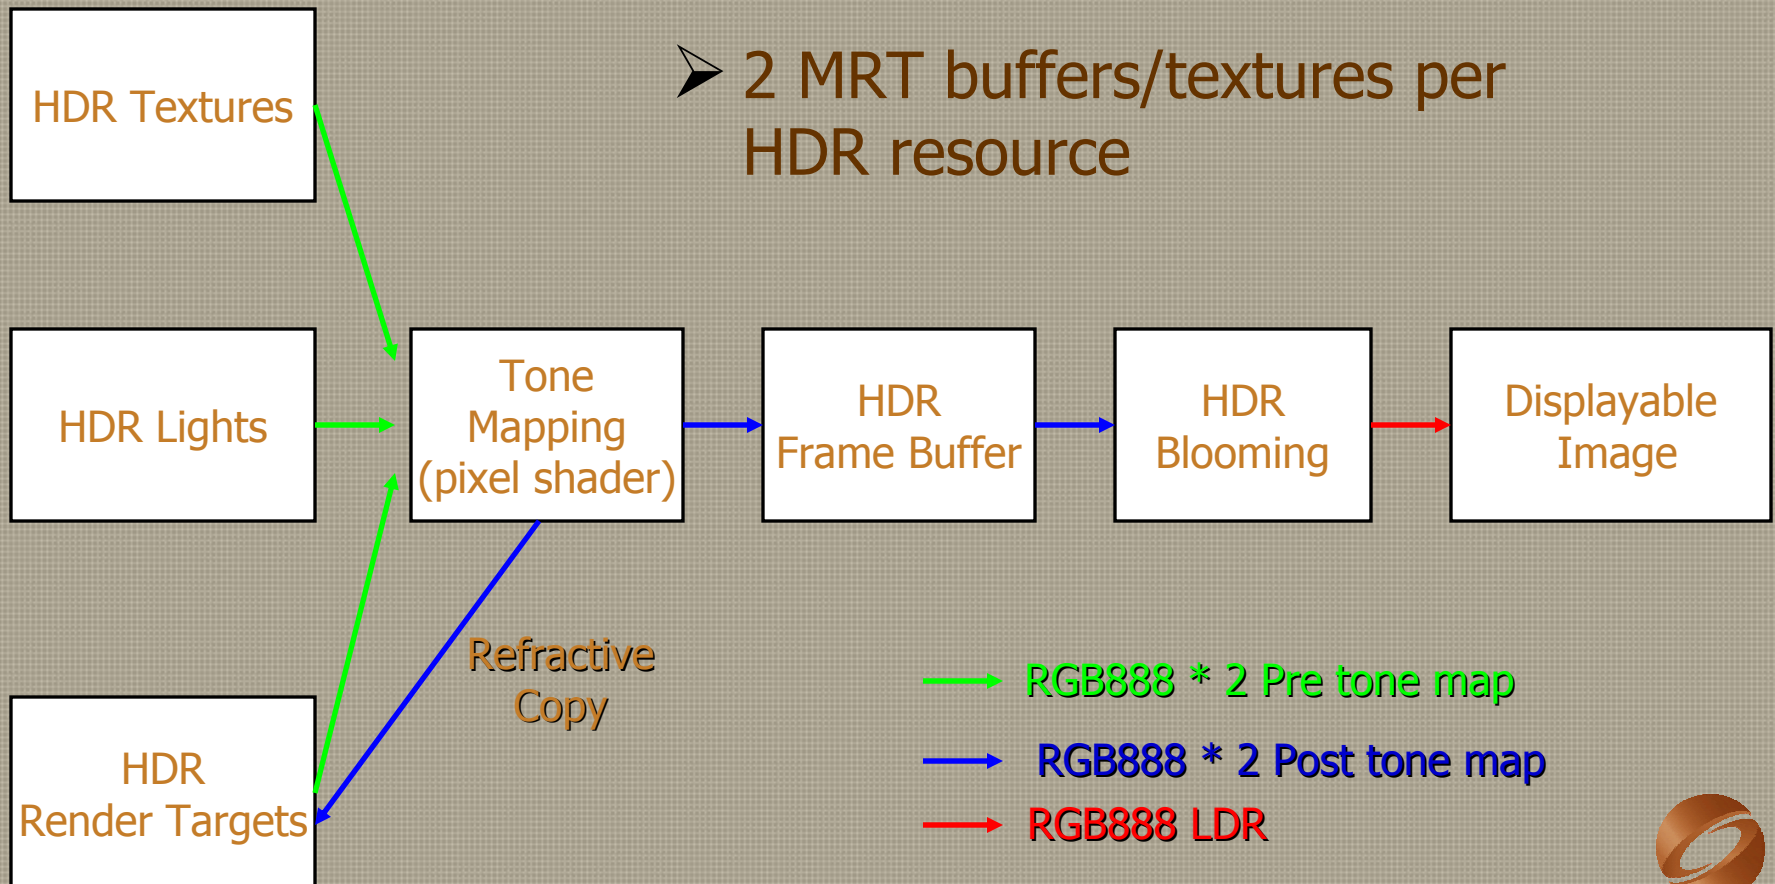 HDR Textures
➢ 2 MRT buffers/textures per
HDR resource
HDR Lights
Tone
Mapping
(pixel shader)
HDR
Frame Buffer
HDR
Blooming
Displayable
Image
Refractive
Copy
HDR
Render Targets
RGB888 * 2 Pre tone map
RGB888 * 2 Post tone map
RGB888 LDR